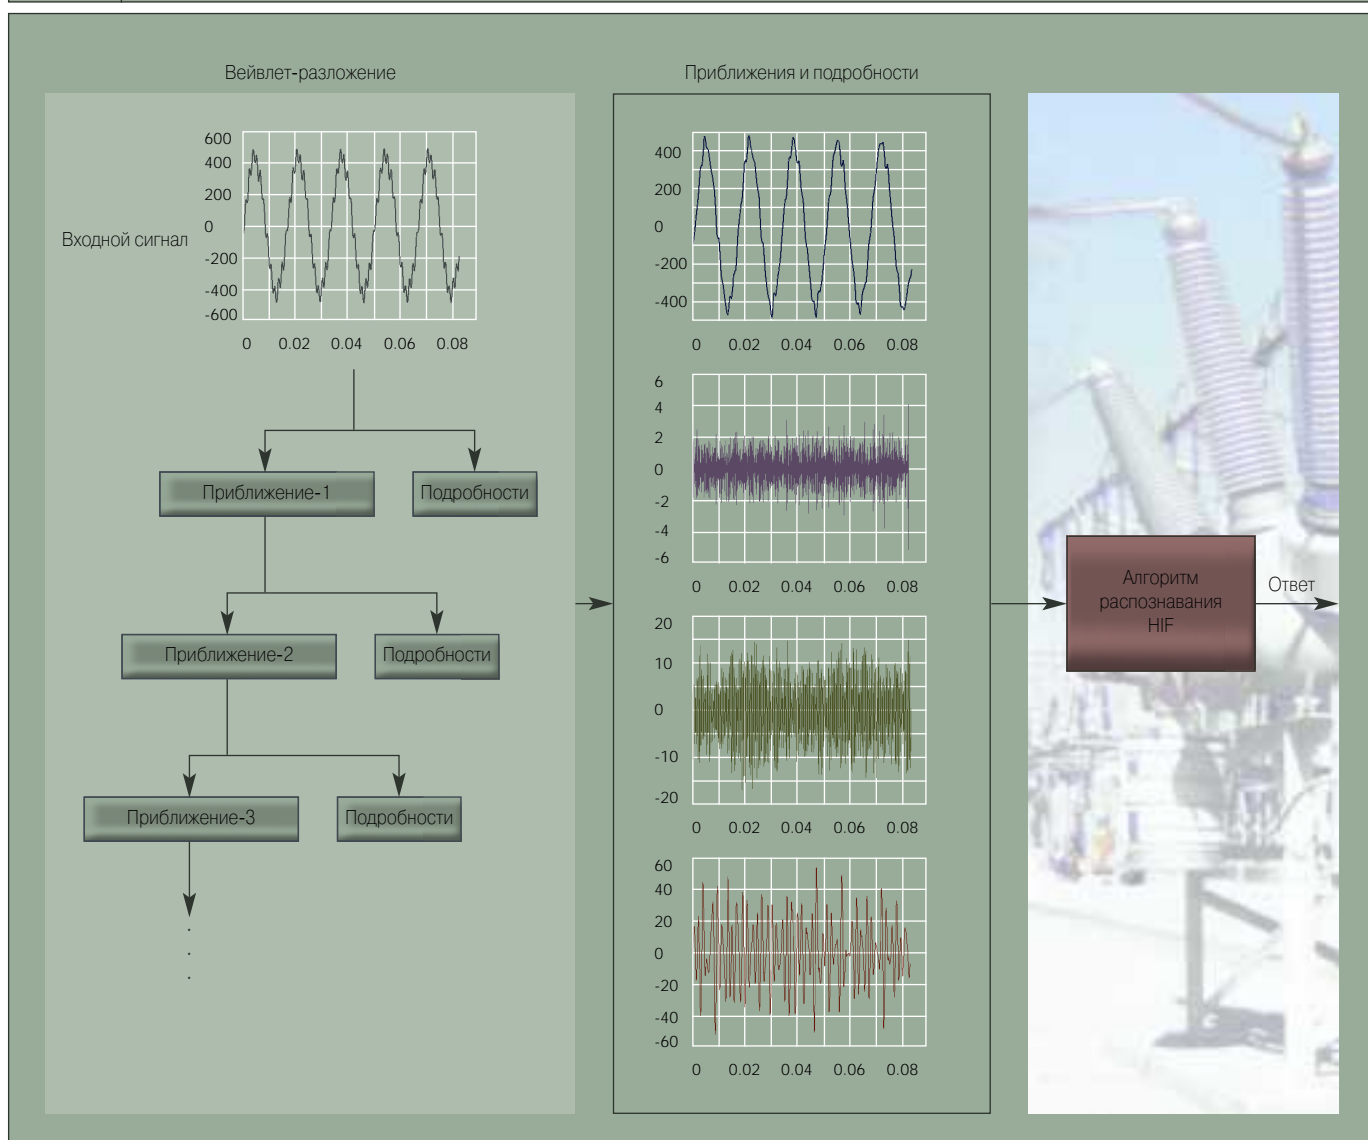 Вейвлет-разложение
Приближения и подробности
Входной сигнал
600
400
200
0
-200
-400
-600
0 0.02 0.04 0.06 0.08
Приближение-1
Подробности
Приближение-2
Подробности
Приближение-3
Подробности
.
.
.
400
200
0
-200
-400
0 0.02 0.04 0.06 0.08
6
4
2
0
-2
-4
-6
0 0.02 0.04 0.06 0.08
20
10
0
-10
-20
0 0.02 0.04 0.06 0.08
60
40
20
0
-20
-40
-60
0 0.02 0.04 0.06 0.08
Алгоритм
распознавания
HIF
Ответ